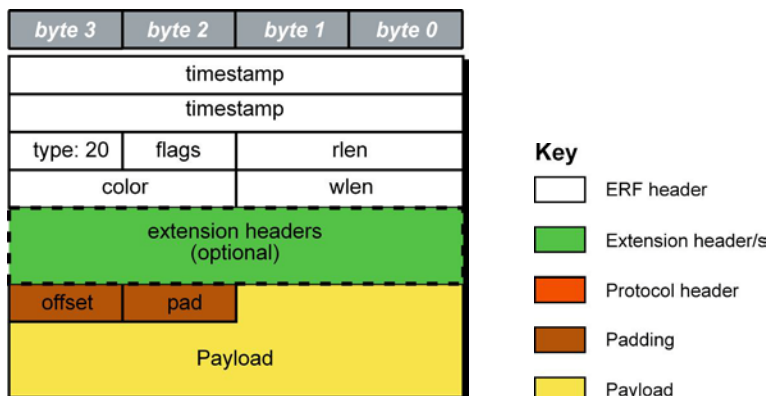 byte 3 byte 2 byte 1 byte 0
timestamp
timestamp
type: 20 flags rlen
color wlen
extension headers
(optional)
offset pad
Payload
Key
ERF header
Extension header/s
Protocol header
Padding
Payload